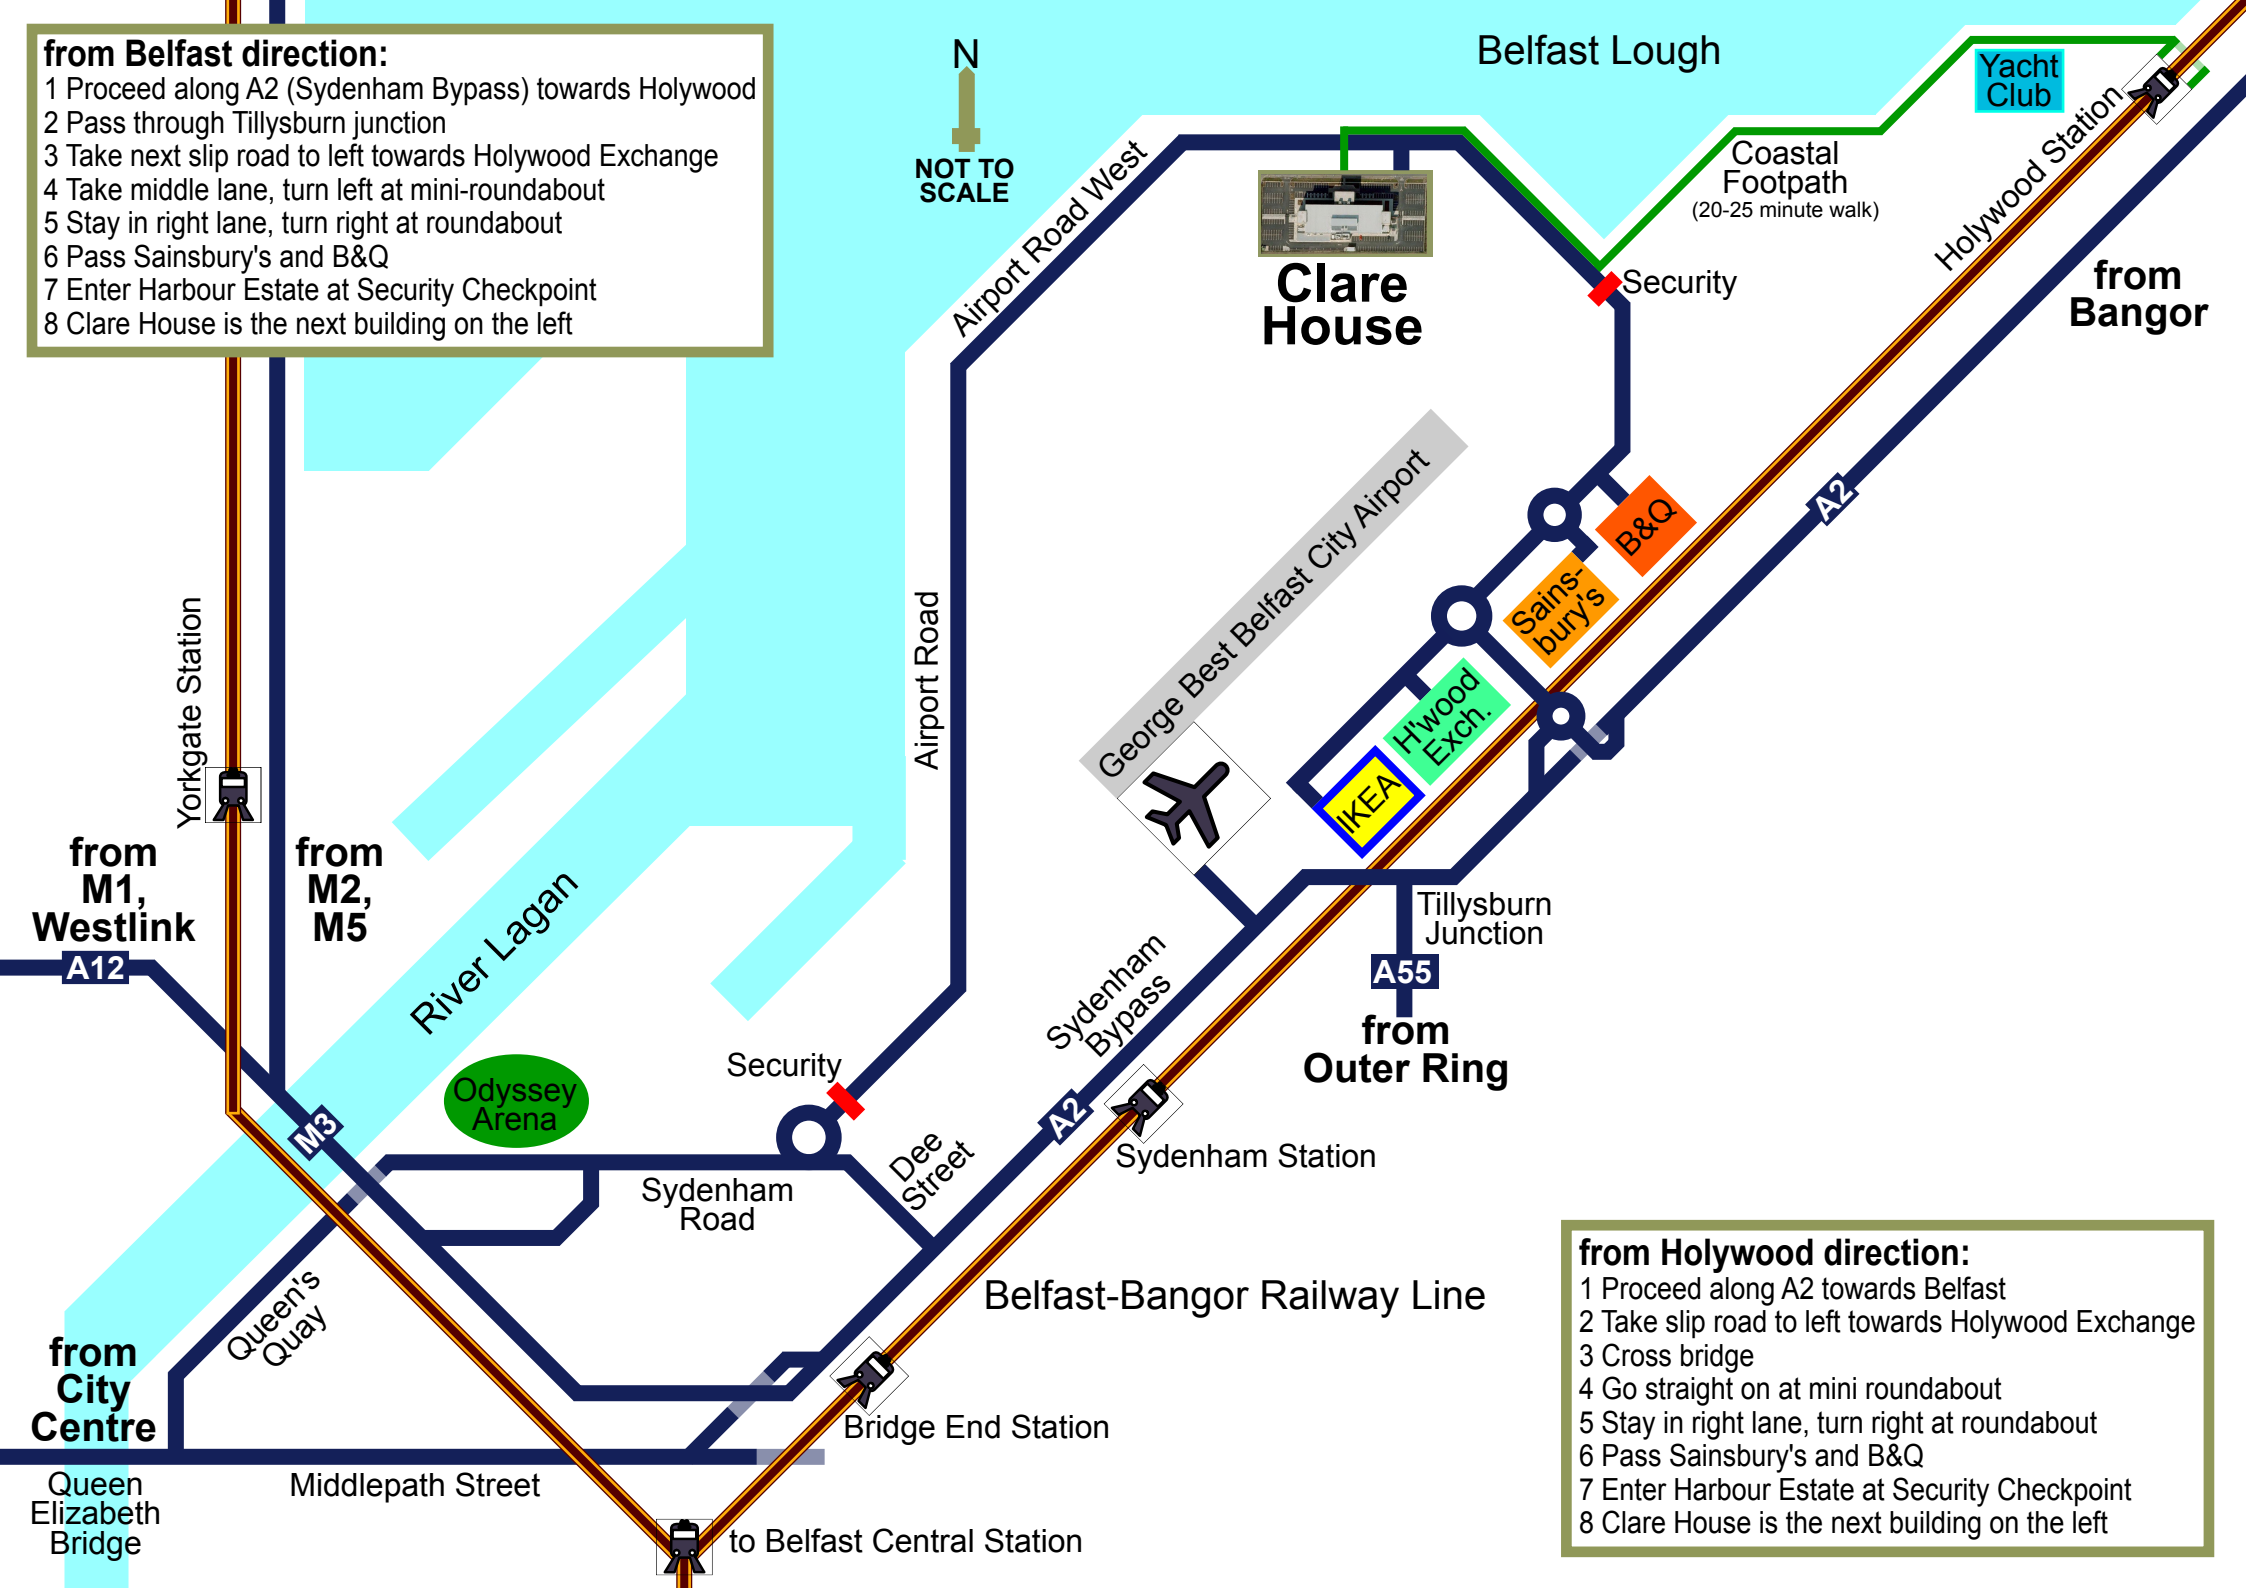 from Belfast direction:
1 Proceed along A2 (Sydenham Bypass) towards Holywood
2 Pass through Tillysburn junction
3 Take next slip road to left towards Holywood Exchange
4 Take middle lane, turn left at mini-roundabout
5 Stay in right lane, turn right at roundabout
6 Pass Sainsbury's and B&Q
7 Enter Harbour Estate at Security Checkpoint
8 Clare House is the next building on the left
N
NOT TO
SCALE
Belfast Lough
Yacht
Club
Coastal
Footpath
(20-25 minute walk)
Holywood Station
from
Bangor
Airport Road West
Clare
House
Security
A2
George Best Belfast City Airport
B&Q
Sains-
bury's
H'wood
Exch.
IKEA
Airport Road
Yorkgate Station
from
M1,
Westlink
A12
from
M2,
M5
River Lagan
Tillysburn
Junction
A55
from
Outer Ring
Sydenham
Bypass
A2
Security
Odyssey
Arena
M3
Dee
Street
Sydenham Station
Sydenham
Road
Queen's
Quay
Belfast-Bangor Railway Line
from
City
Centre
Bridge End Station
Queen
Elizabeth
Bridge
Middlepath Street
to Belfast Central Station
from Holywood direction:
1 Proceed along A2 towards Belfast
2 Take slip road to left towards Holywood Exchange
3 Cross bridge
4 Go straight on at mini roundabout
5 Stay in right lane, turn right at roundabout
6 Pass Sainsbury's and B&Q
7 Enter Harbour Estate at Security Checkpoint
8 Clare House is the next building on the left